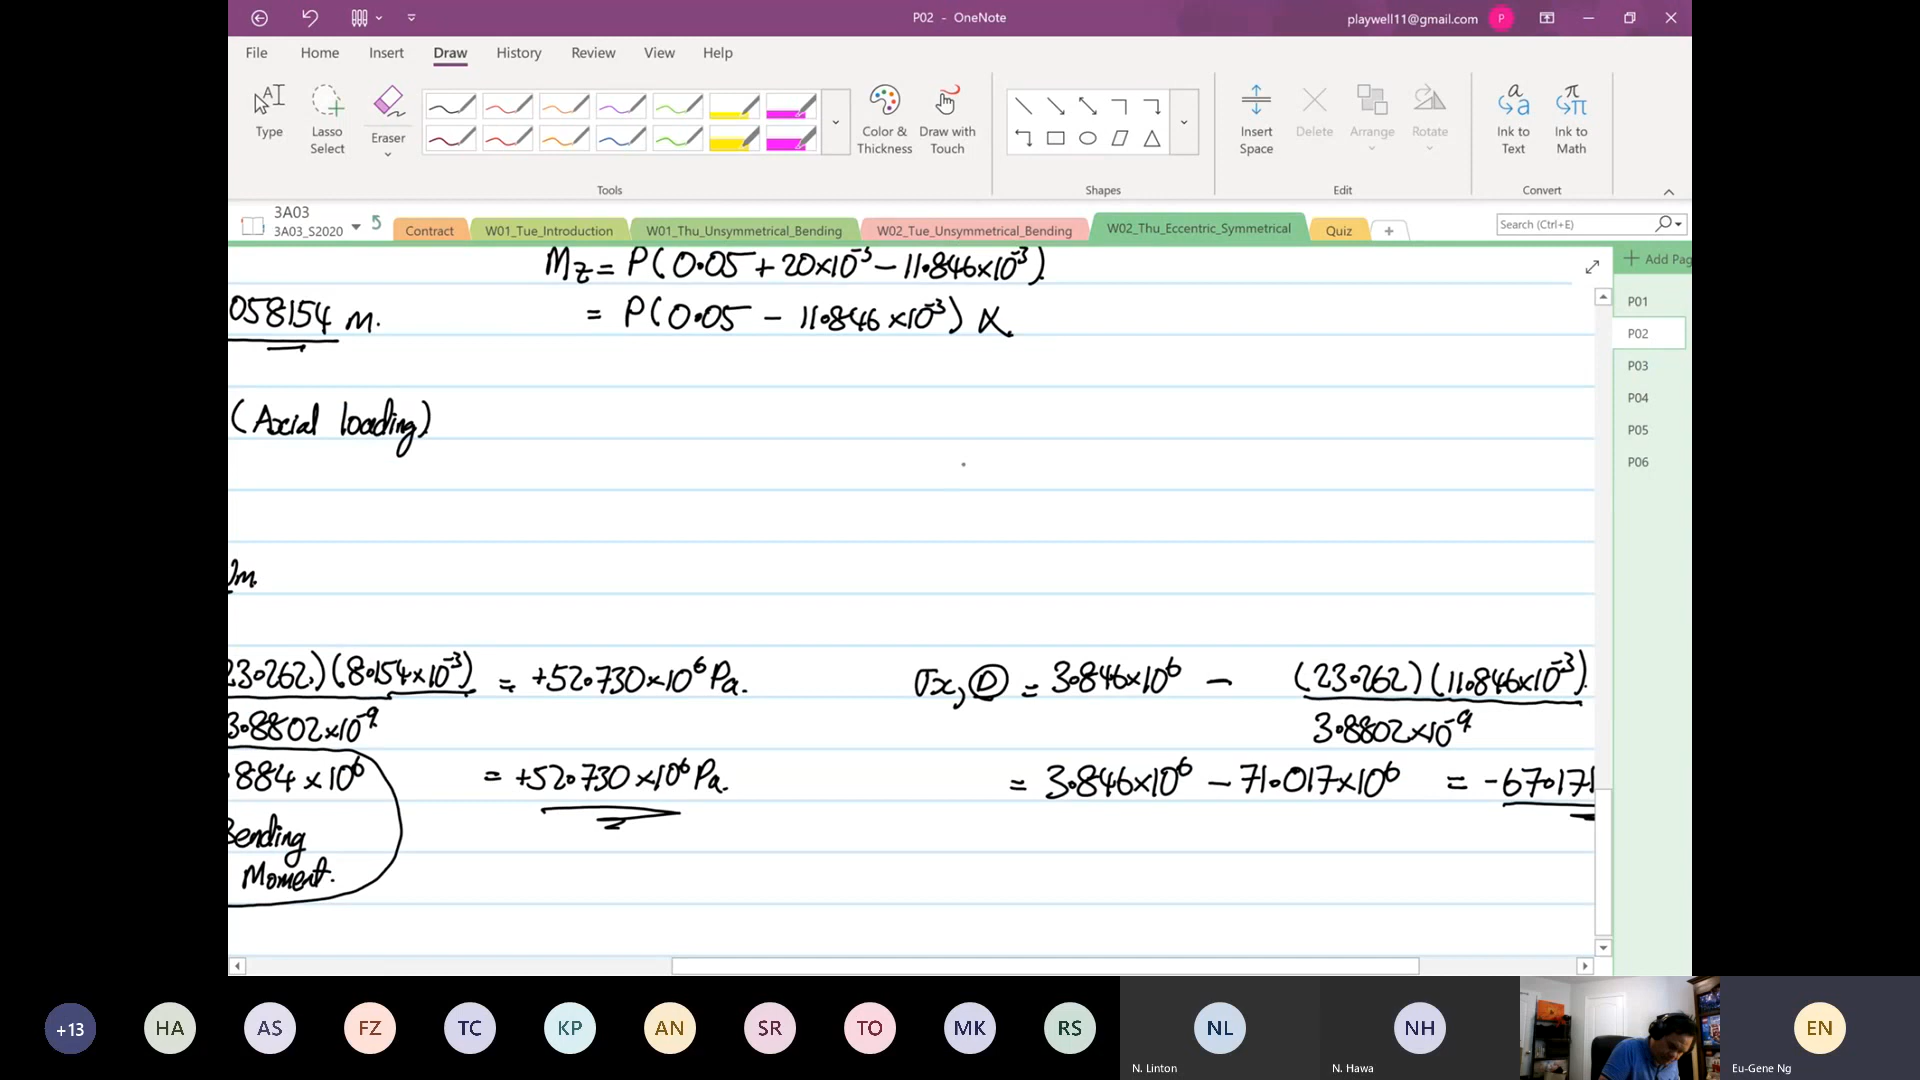 P02 - OneNote
playwell11@gmail.com P
File Home Insert Draw History Review View Help
Type
Lasso Select
Eraser
Color & Thickness
Draw with Touch
Insert Space
Delete
Arrange
Rotate
Ink to Text
Ink to Math
Tools
Shapes
Edit
Convert
3A03
3A03_S2020
Contract
W01_Tue_Introduction
W01_Thu_Unsymmetrical_Bending
W02_Tue_Unsymmetrical_Bending
W02_Thu_Eccentric_Symmetrical
Quiz
+
Search (Ctrl+E)
Add Pag
P01
P02
P03
P04
P05
P06
Mz = P(0.05 + 20×10⁻³ − 11.846×10⁻³)
058154 m.
= P(0.05 − 11.846×10⁻³) X.
(Axial loading)
m.
23.262)(8.154×10⁻³) = +52.730×10⁶ Pa.
3.8802×10⁻⁹
.884×10⁶ = +52.730×10⁶ Pa.
Bending
Moment.
σx,Ⓓ = 3.846×10⁶ − (23.262)(11.846×10⁻³)
3.8802×10⁻⁹
= 3.846×10⁶ − 71.017×10⁶ = -67.171
+13 HA AS FZ TC KP AN SR TO MK RS NL NH EN
N. Linton
N. Hawa
Eu-Gene Ng